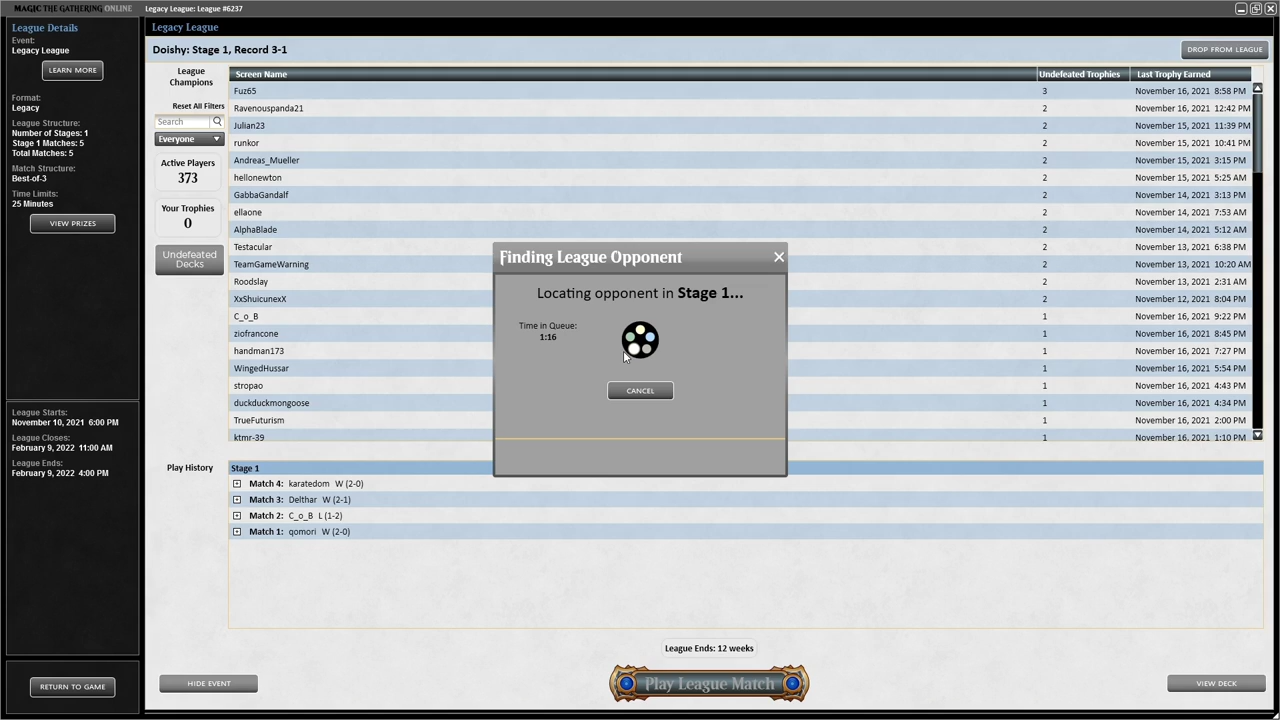 MAGIC THE GATHERING ONLINE
Legacy League: League #6237
League Details
Event:
Legacy League
LEARN MORE
Format:
Legacy
League Structure:
Number of Stages: 1
Stage 1 Matches: 5
Total Matches: 5
Match Structure:
Best-of-3
Time Limits:
25 Minutes
VIEW PRIZES
League Starts:
November 10, 2021 6:00 PM
League Closes:
February 9, 2022 11:00 AM
League Ends:
February 9, 2022 4:00 PM
RETURN TO GAME
Legacy League
Doishy: Stage 1, Record 3-1
DROP FROM LEAGUE
League
Champions
Reset All Filters
Search
Everyone
Active Players
373
Your Trophies
0
Undefeated
Decks
Screen Name Undefeated Trophies Last Trophy Earned
Fuz65 3 November 16, 2021 8:58 PM
Ravenouspanda21 2 November 16, 2021 12:42 PM
Julian23 2 November 15, 2021 11:39 PM
runkor 2 November 15, 2021 10:41 PM
Andreas_Mueller 2 November 15, 2021 3:15 PM
hellonewton 2 November 15, 2021 5:25 AM
GabbaGandalf 2 November 14, 2021 3:13 PM
ellaone 2 November 14, 2021 7:53 AM
AlphaBlade 2 November 14, 2021 5:12 AM
Testacular 2 November 13, 2021 6:38 PM
TeamGameWarning 2 November 13, 2021 10:20 AM
Roodslay 2 November 13, 2021 2:31 AM
XxShuicunexX 2 November 12, 2021 8:04 PM
C_o_B 1 November 16, 2021 9:22 PM
ziofrancone 1 November 16, 2021 8:45 PM
handman173 1 November 16, 2021 7:27 PM
WingedHussar 1 November 16, 2021 5:54 PM
stropao 1 November 16, 2021 4:43 PM
duckduckmongoose 1 November 16, 2021 4:34 PM
TrueFuturism 1 November 16, 2021 2:00 PM
ktmr-39 1 November 16, 2021 1:10 PM
Finding League Opponent
Locating opponent in Stage 1...
Time in Queue:
1:16
CANCEL
Play History
Stage 1
Match 4: karatedom W (2-0)
Match 3: Delthar W (2-1)
Match 2: C_o_B L (1-2)
Match 1: qomori W (2-0)
League Ends: 12 weeks
HIDE EVENT
Play League Match
VIEW DECK